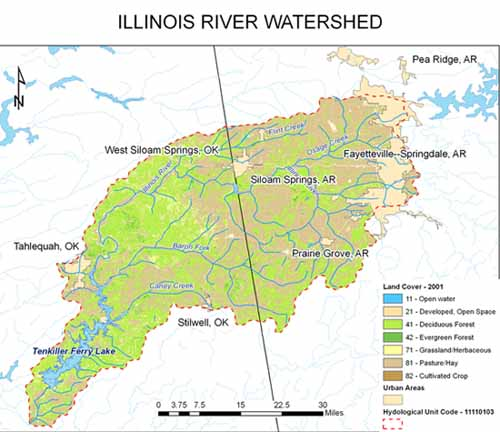 ILLINOIS RIVER WATERSHED
Pea Ridge, AR
N
Flint Creek
Osage Creek
West Siloam Springs, OK
Fayetteville--Springdale, AR
Illinois River
Siloam Springs, AR
Tahlequah, OK
Baron Fork
Prairie Grove, AR
Caney Creek
Stilwell, OK
Tenkiller Ferry Lake
Land Cover - 2001
11 - Open water
21 - Developed, Open Space
41 - Deciduous Forest
42 - Evergreen Forest
71 - Grassland/Herbaceous
81 - Pasture/Hay
82 - Cultivated Crop
Urban Areas
Hydological Unit Code - 11110103
0 3.75 7.5 15 22.5 30
Miles